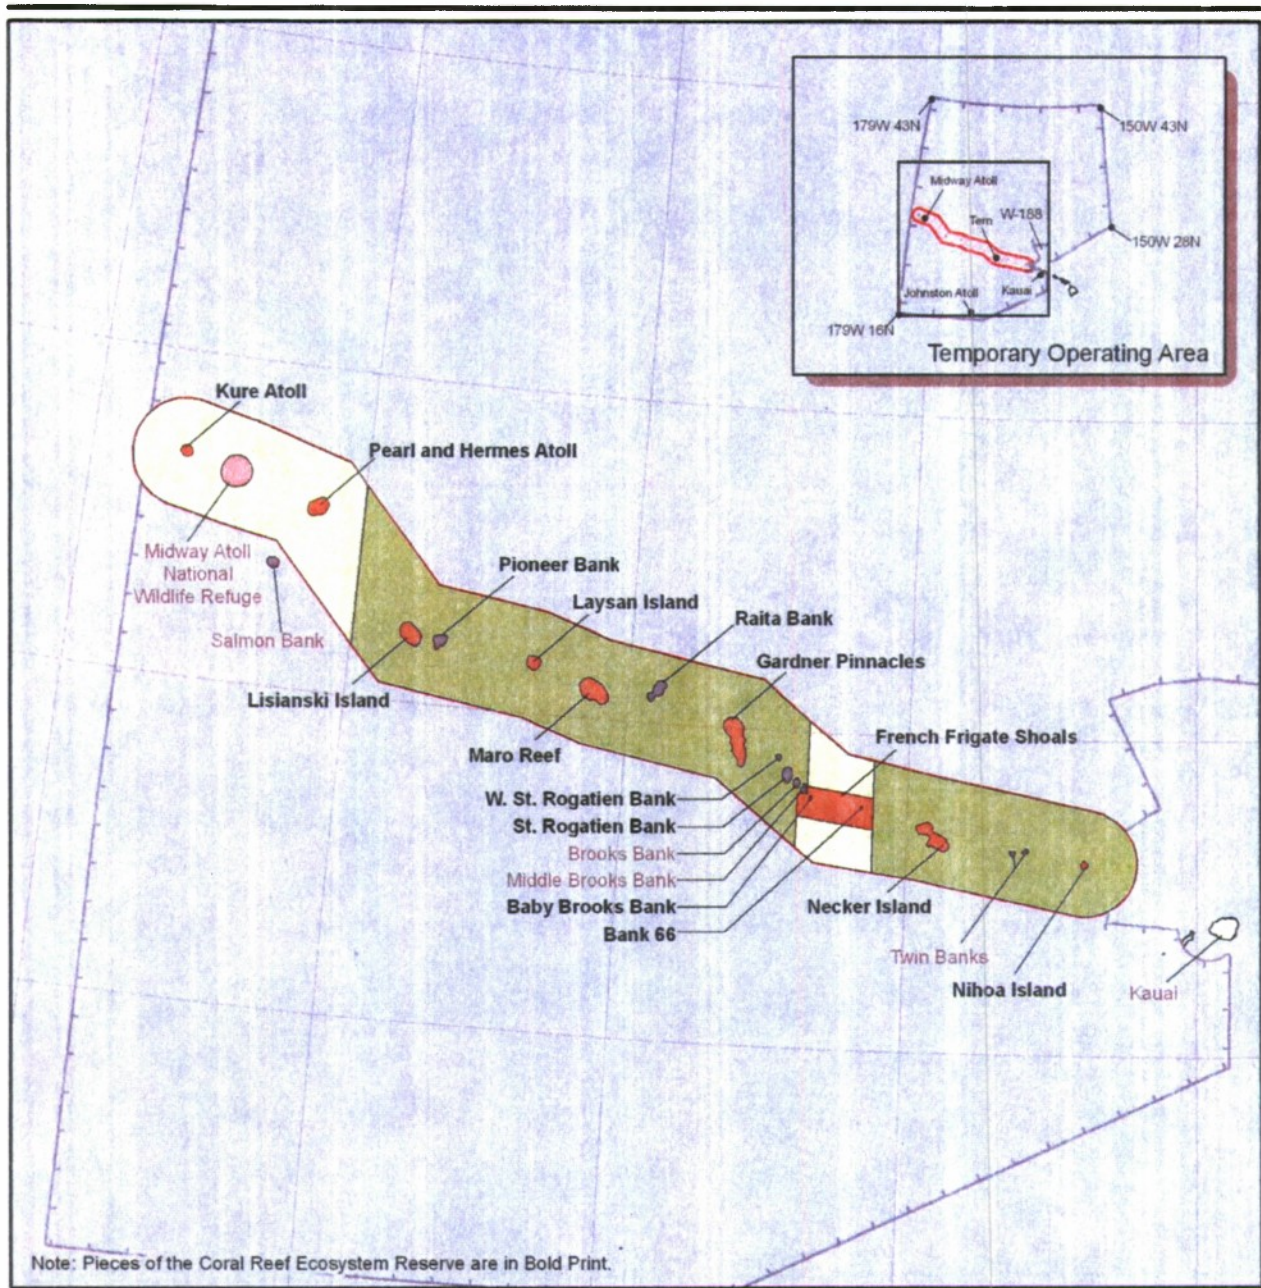 179W 43N
150W 43N
Midway Atoll
Tern
W-188
150W 28N
Johnston Atoll
Kauai
179W 16N
Temporary Operating Area
Kure Atoll
Pearl and Hermes Atoll
Midway Atoll
National
Wildlife Refuge
Salmon Bank
Pioneer Bank
Laysan Island
Raita Bank
Gardner Pinnacles
Lisianski Island
Maro Reef
French Frigate Shoals
W. St. Rogatien Bank
St. Rogatien Bank
Brooks Bank
Middle Brooks Bank
Baby Brooks Bank
Bank 66
Necker Island
Twin Banks
Nihoa Island
Kauai
Note: Pieces of the Coral Reef Ecosystem Reserve are in Bold Print.